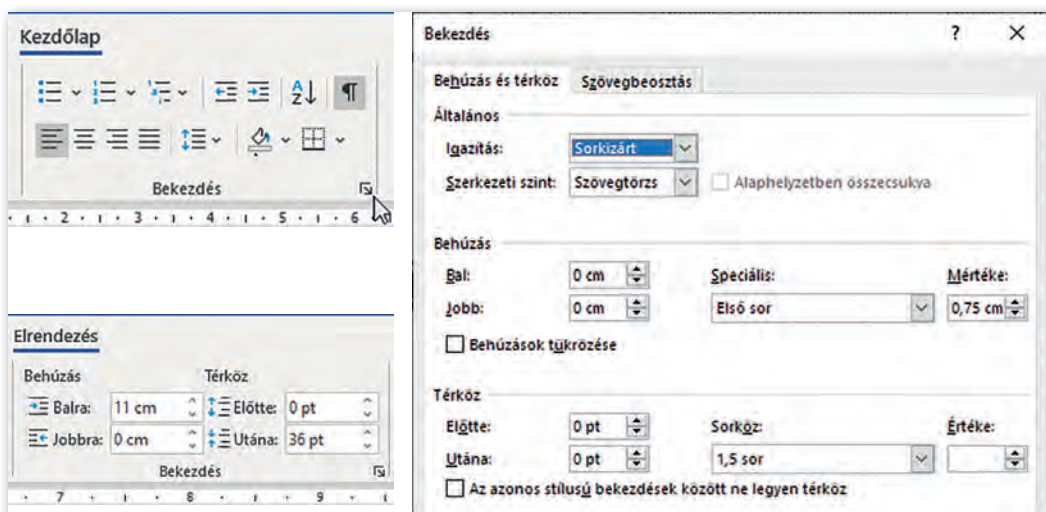 Kezdőlap
Bekezdés
2 3 4 5 6
Elrendezés
Behúzás Térköz
Balra: 11 cm Előtte: 0 pt
Jobbra: 0 cm Utána: 36 pt
Bekezdés
7 8 9
Bekezdés ?
Behúzás és térköz Szövegbeosztás
Általános
Igazítás: Sorkizárt
Szerkezeti szint: Szövegtörzs Alaphelyzetben összecsukva
Behúzás
Bal: 0 cm Speciális: Mértéke:
Jobb: 0 cm Első sor 0,75 cm
Behúzások tükrözése
Térköz
Előtte: 0 pt Sorköz: Értéke:
Utána: 0 pt 1,5 sor
Az azonos stílusú bekezdések között ne legyen térköz